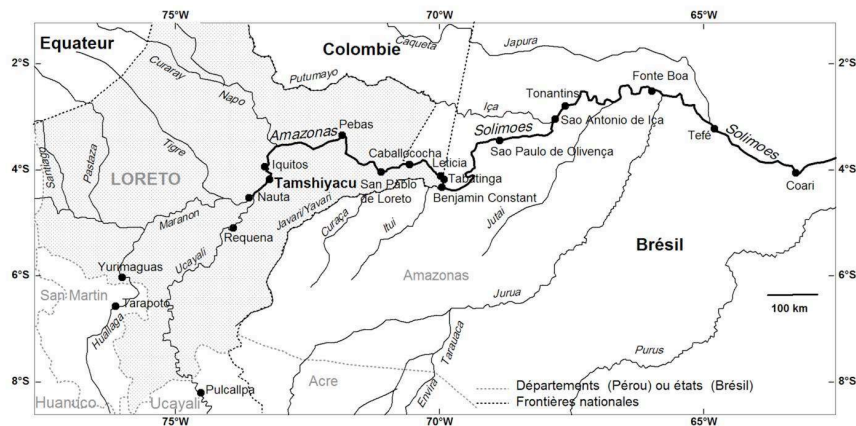 75°W
70°W
65°W
Equateur
Colombie
Caqueta
Japura
2°S
2°S
Curaray
Putumayo
Napo
Fonte Boa
Tonantins
Iça
Pebas
Amazonas
Solimoes
Sao Antonio de Iça
Tigre
Santiago
Pastaza
Caballococha
Leticia
Sao Paulo de Olivença
Tefé
Solimoes
4°S
4°S
LORETO
Iquitos
Tamshiyacu
San Pablo
de Loreto
Tabatinga
Benjamin Constant
Coari
Nauta
Maranon
Javari/Yavari
Curaça
Itui
Jutai
Requena
Ucayali
Brésil
Yurimaguas
Amazonas
6°S
6°S
San Martin
Tarapoto
Jurua
100 km
Huallaga
Tarauaca
Purus
Envira
Acre
8°S
8°S
Pulcallpa
Huanuco
Ucayali
Départements (Pérou) ou états (Brésil)
Frontières nationales
75°W
70°W
65°W